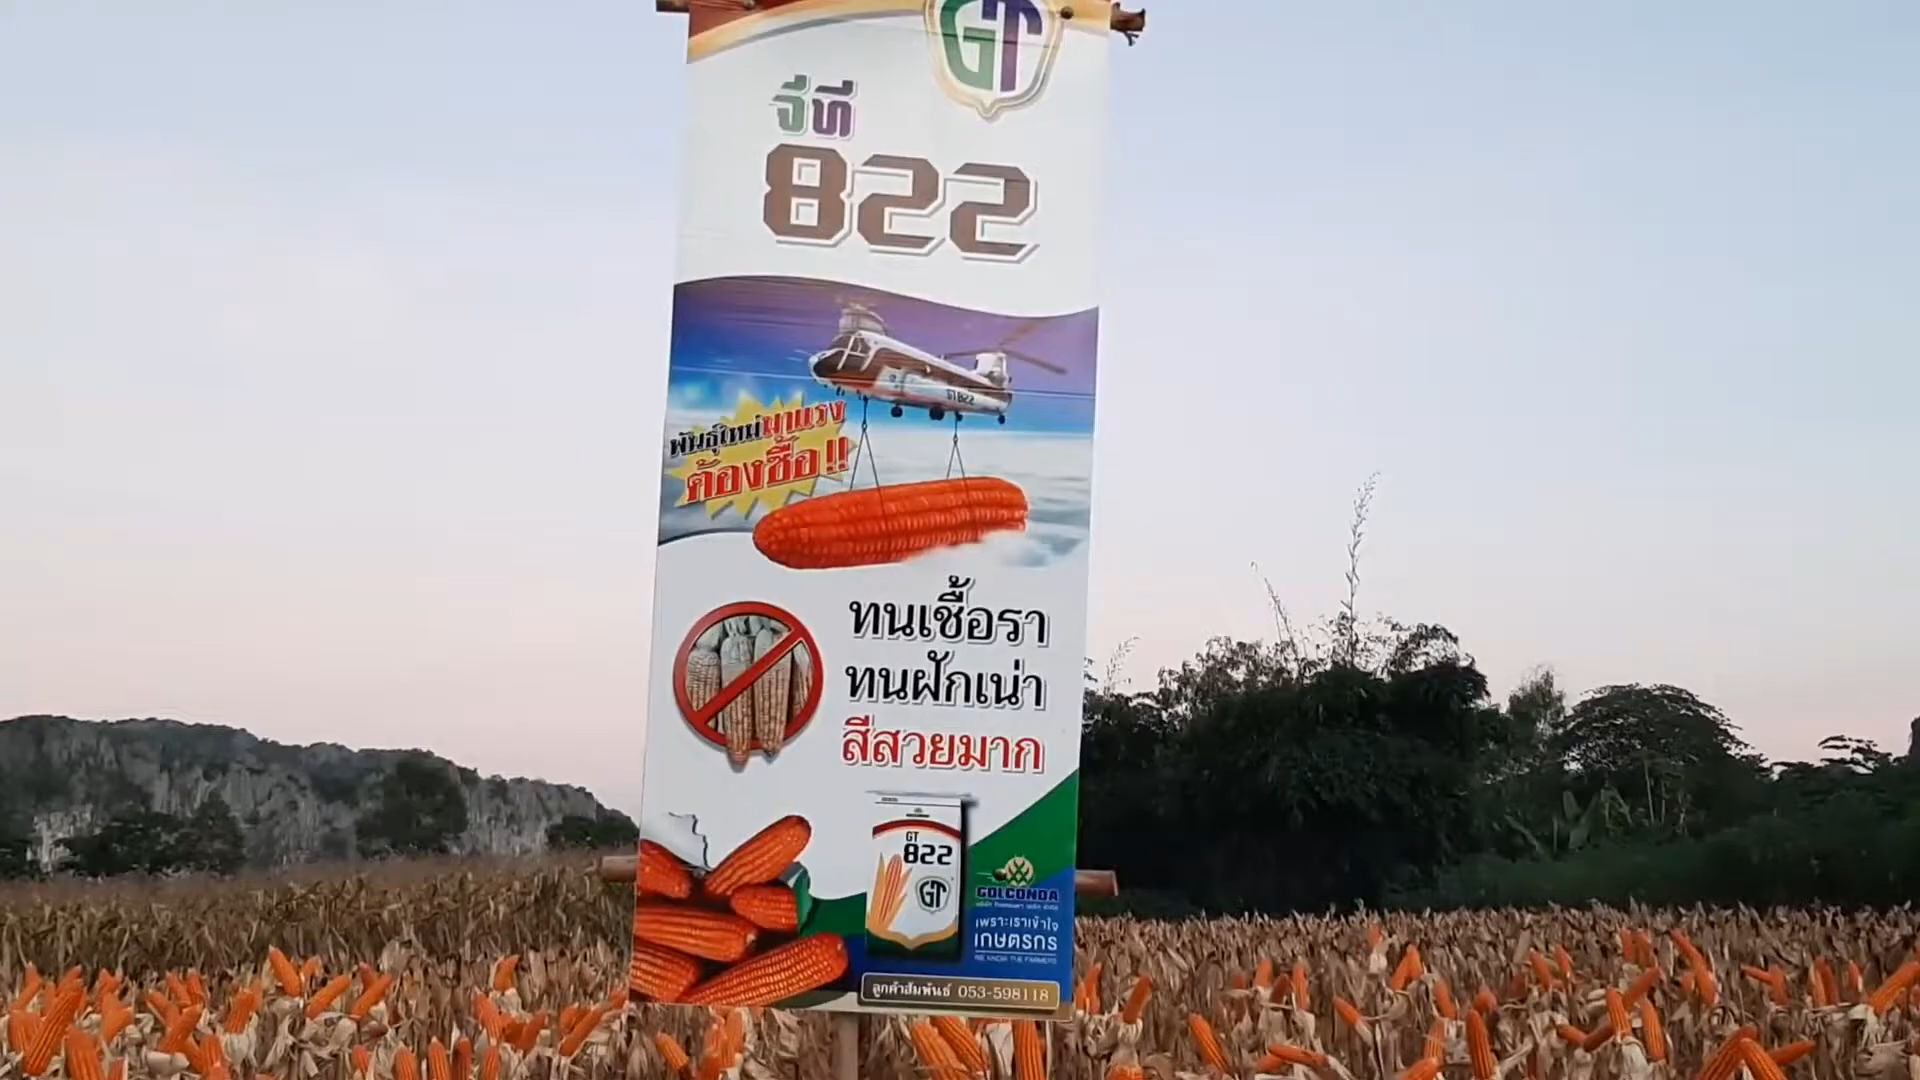 GT
จีที
822
GT822
พันธุ์ใหม่มาแรง
ต้องซื้อ!!
ทนเชื้อรา
ทนฝักเน่า
สีสวยมาก
GT
822
GT
GOLCONDA
เพราะเราเข้าใจ
เกษตรกร
WE KNOW THE FARMERS
ลูกค้าสัมพันธ์ 053-598118